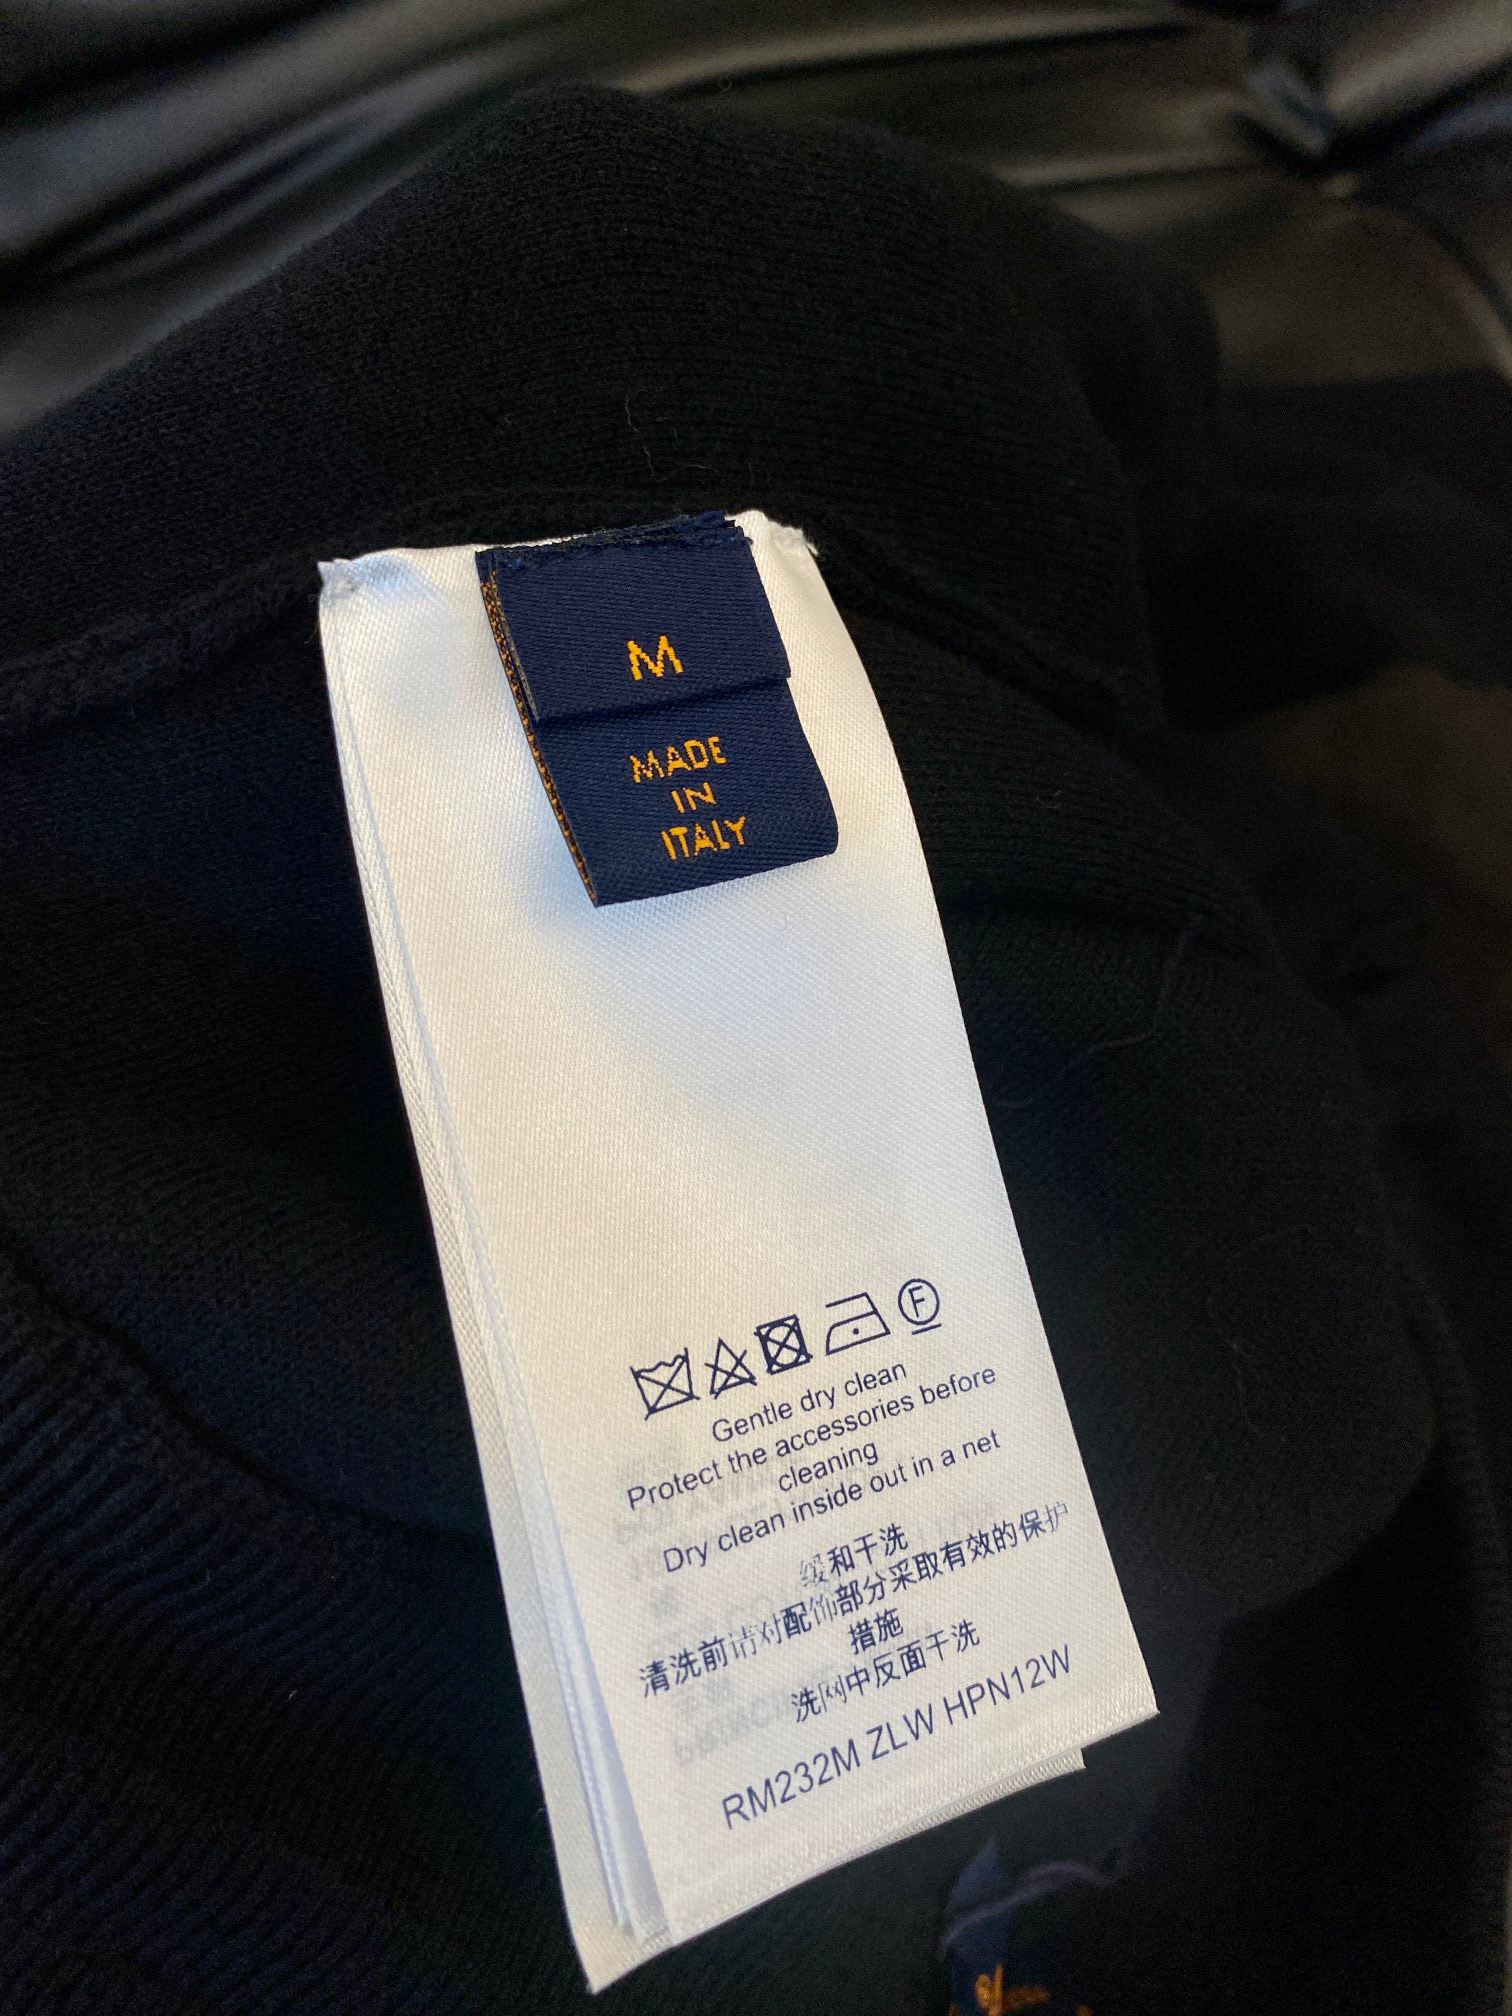 M
MADE
IN
ITALY
F
Gentle dry clean
Protect the accessories before
cleaning
Dry clean inside out in a net
缓和干洗
清洗前请对配饰部分采取有效的保护
措施
洗网中反面干洗
RM232M ZLW HPN12W